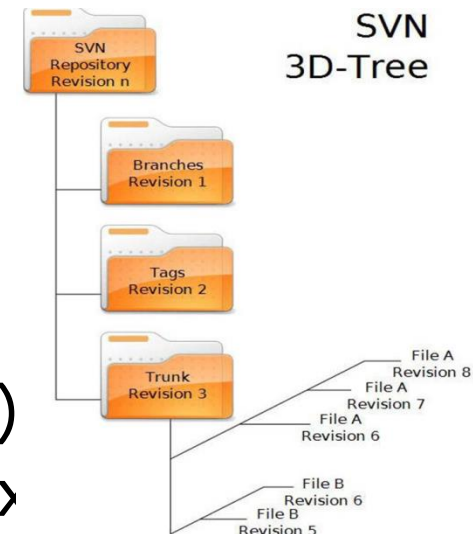 SVN
3D-Tree
SVN
Repository
Revision n
Branches
Revision 1
Tags
Revision 2
Trunk
Revision 3
File A
Revision 8
File A
Revision 7
File A
Revision 6
File B
Revision 6
File B
Revision 5
)